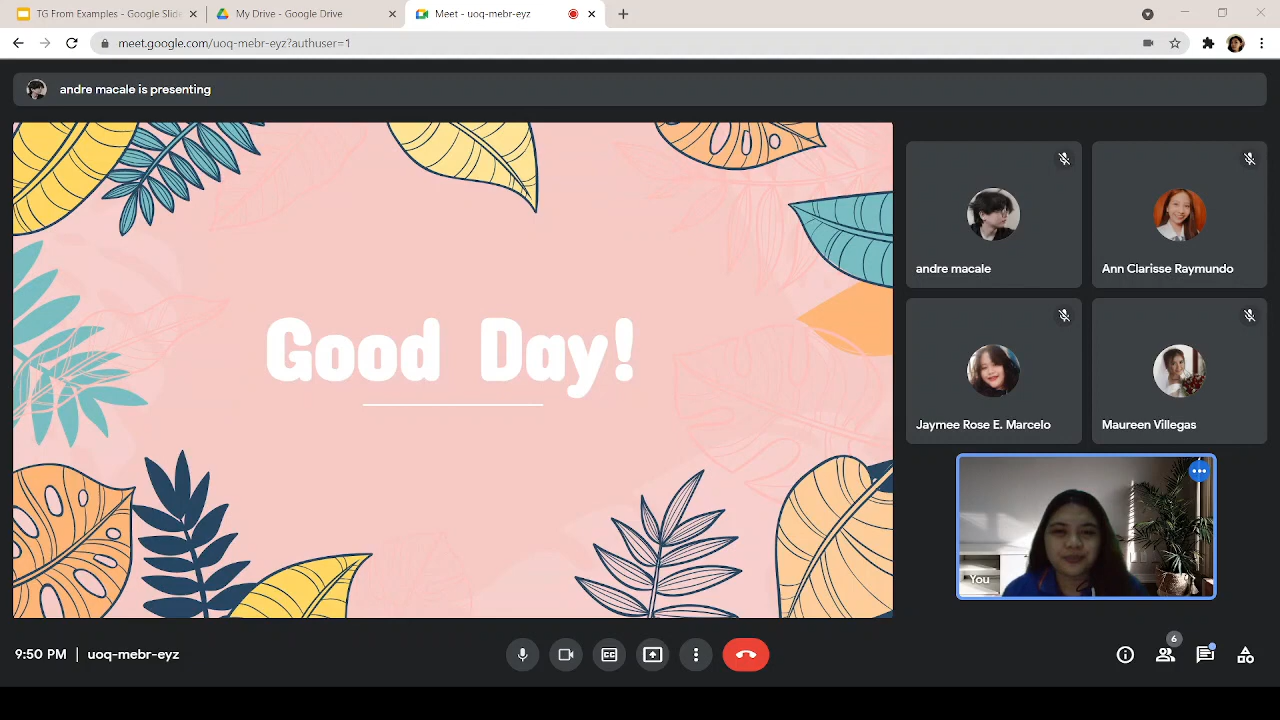 TG From Examples - Google Slide
My Drive - Google Drive
Meet - uoq-mebr-eyz
meet.google.com/uoq-mebr-eyz?authuser=1
andre macale is presenting
Good Day!
andre macale
Ann Clarisse Raymundo
Jaymee Rose E. Marcelo
Maureen Villegas
You
9:50 PM | uoq-mebr-eyz
CC
6